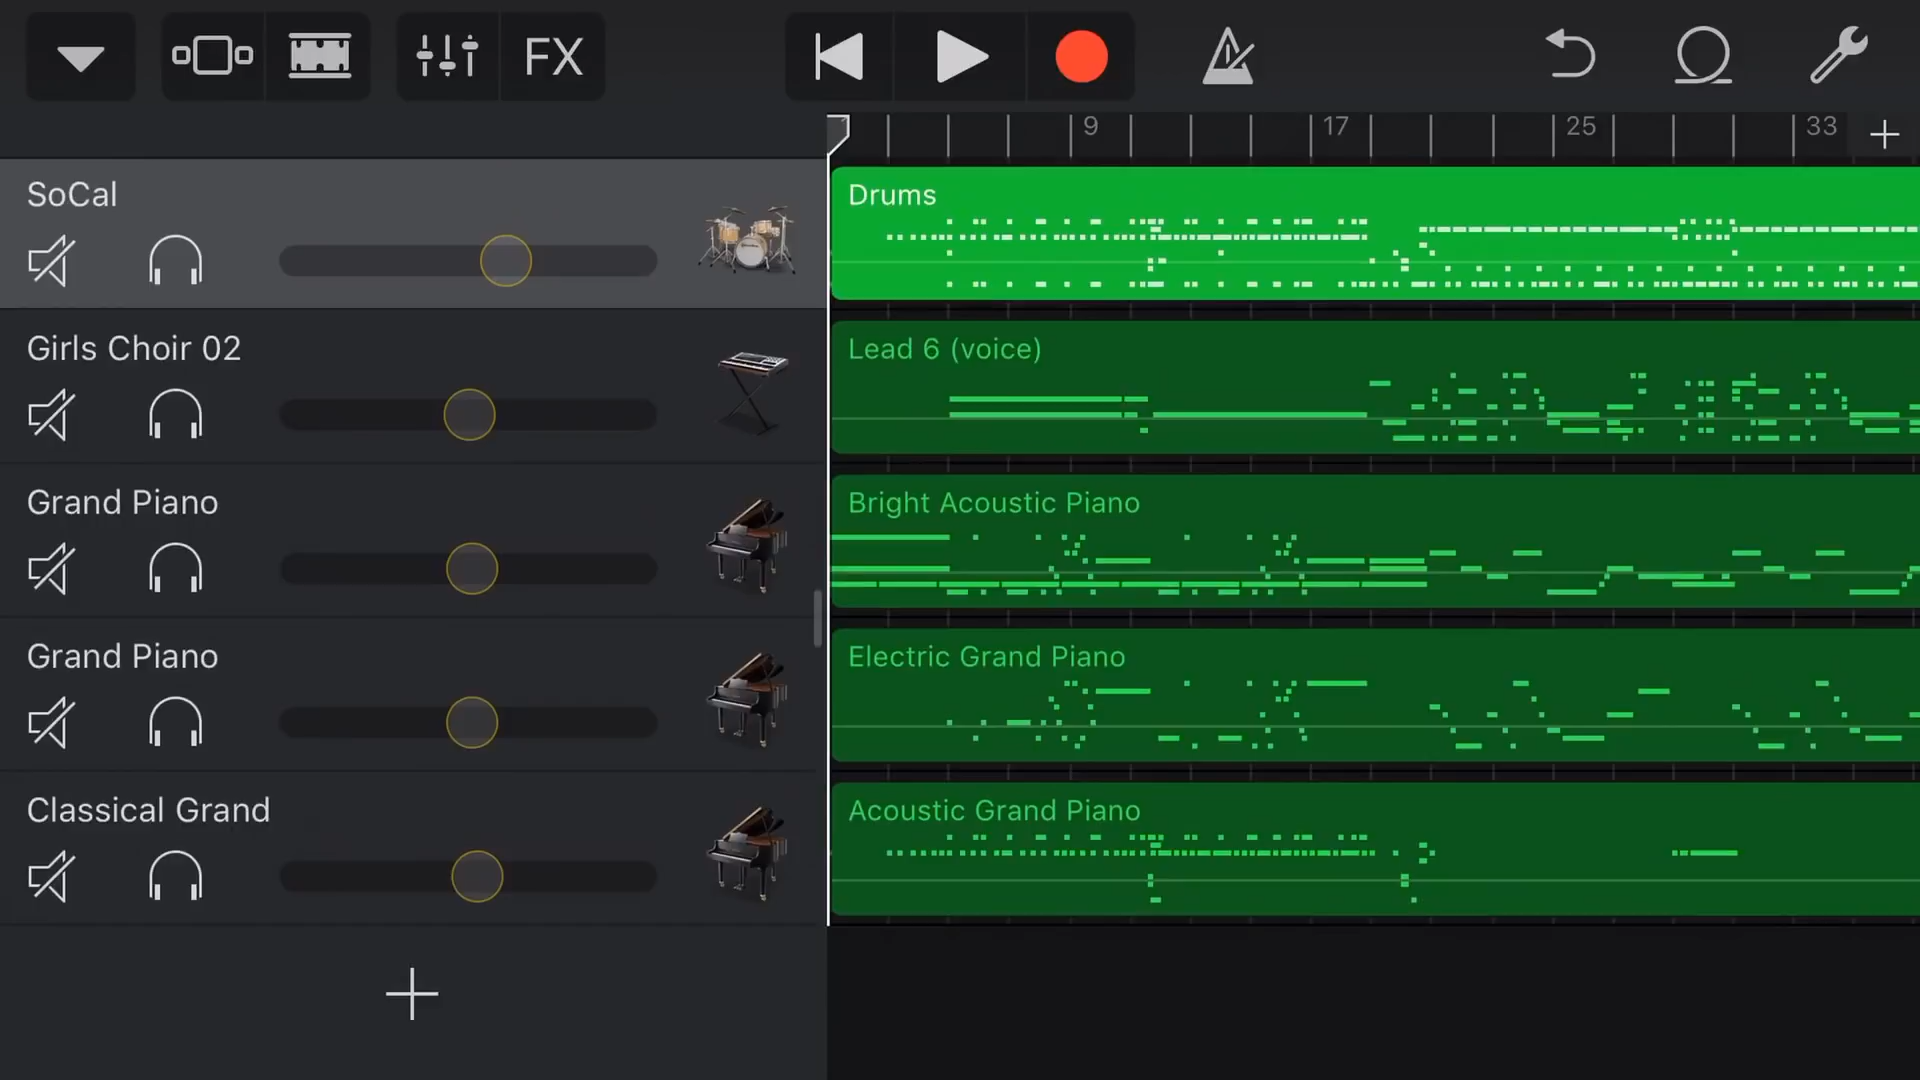 FX
9
17
25
33
SoCal
Drums
Girls Choir 02
Lead 6 (voice)
Grand Piano
Bright Acoustic Piano
Grand Piano
Electric Grand Piano
Classical Grand
Acoustic Grand Piano